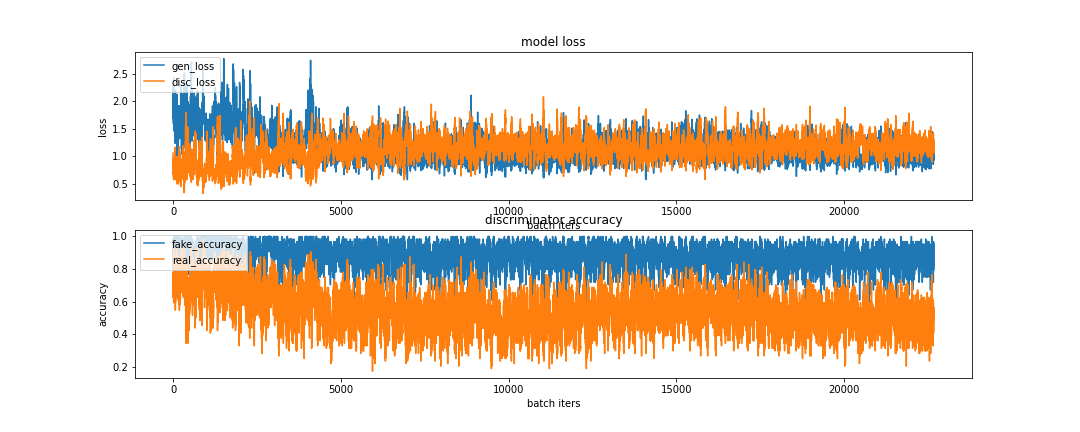 model loss
gen_loss
disc_loss
loss
2.5
2.0
1.5
1.0
0.5
0 5000 10000 15000 20000
batch iters
discriminator accuracy
fake_accuracy
real_accuracy
accuracy
1.0
0.8
0.6
0.4
0.2
0 5000 10000 15000 20000
batch iters